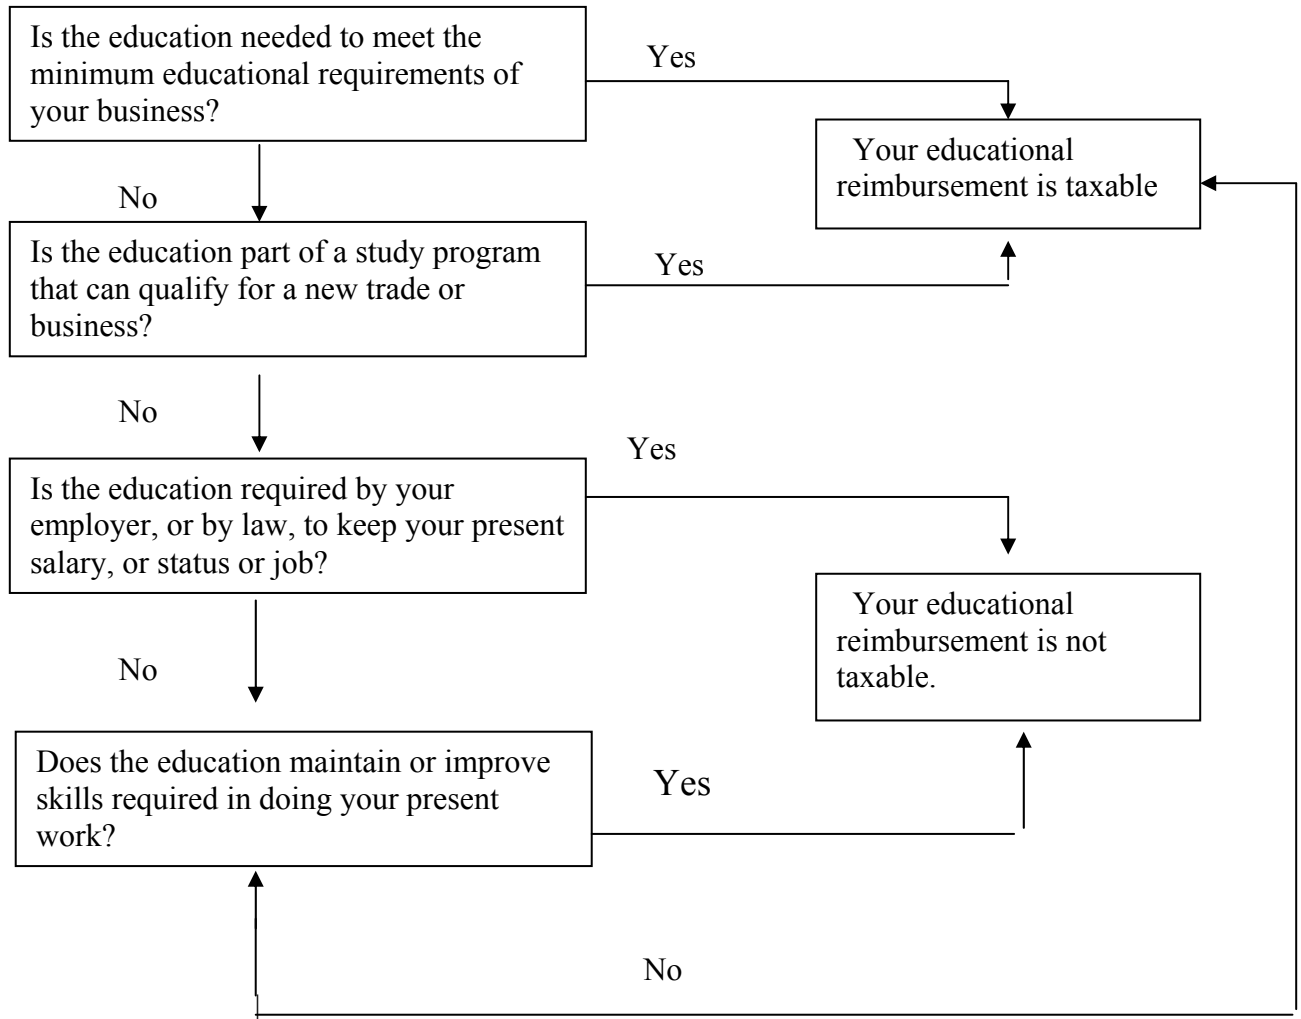 Is the education needed to meet the
minimum educational requirements of
your business?
Yes
Your educational
reimbursement is taxable
No
Is the education part of a study program
that can qualify for a new trade or
business?
Yes
No
Is the education required by your
employer, or by law, to keep your present
salary, or status or job?
Yes
Your educational
reimbursement is not
taxable.
No
Does the education maintain or improve
skills required in doing your present
work?
Yes
No